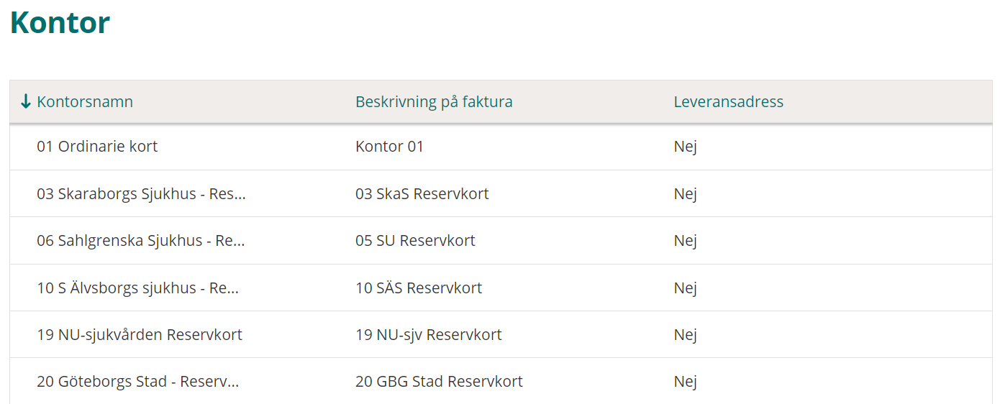 Kontor
Kontorsnamn Beskrivning på faktura Leveransadress
01 Ordinarie kort Kontor 01 Nej
03 Skaraborgs Sjukhus - Res... 03 SkaS Reservkort Nej
06 Sahlgrenska Sjukhus - Re... 05 SU Reservkort Nej
10 S Älvsborgs sjukhus - Re... 10 SÄS Reservkort Nej
19 NU-sjukvården Reservkort 19 NU-sjv Reservkort Nej
20 Göteborgs Stad - Reserv... 20 GBG Stad Reservkort Nej